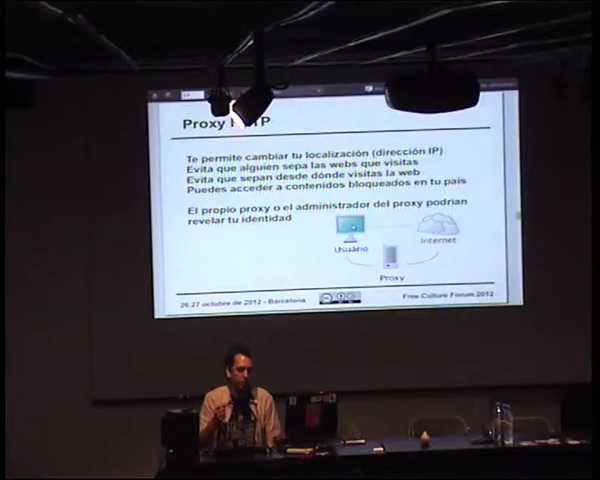 Proxy
Te permite cambiar tu localización (dirección IP)
Evita que alguien sepa las webs que visitas
Evita que sepan desde dónde visitas la web
Puedes acceder a contenidos bloqueados en tu país
El propio proxy o el administrador del proxy podrían
revelar tu identidad
Usuário
Internet
Proxy
26,27 octubre de 2012 - Barcelona
Free Culture Forum 2012